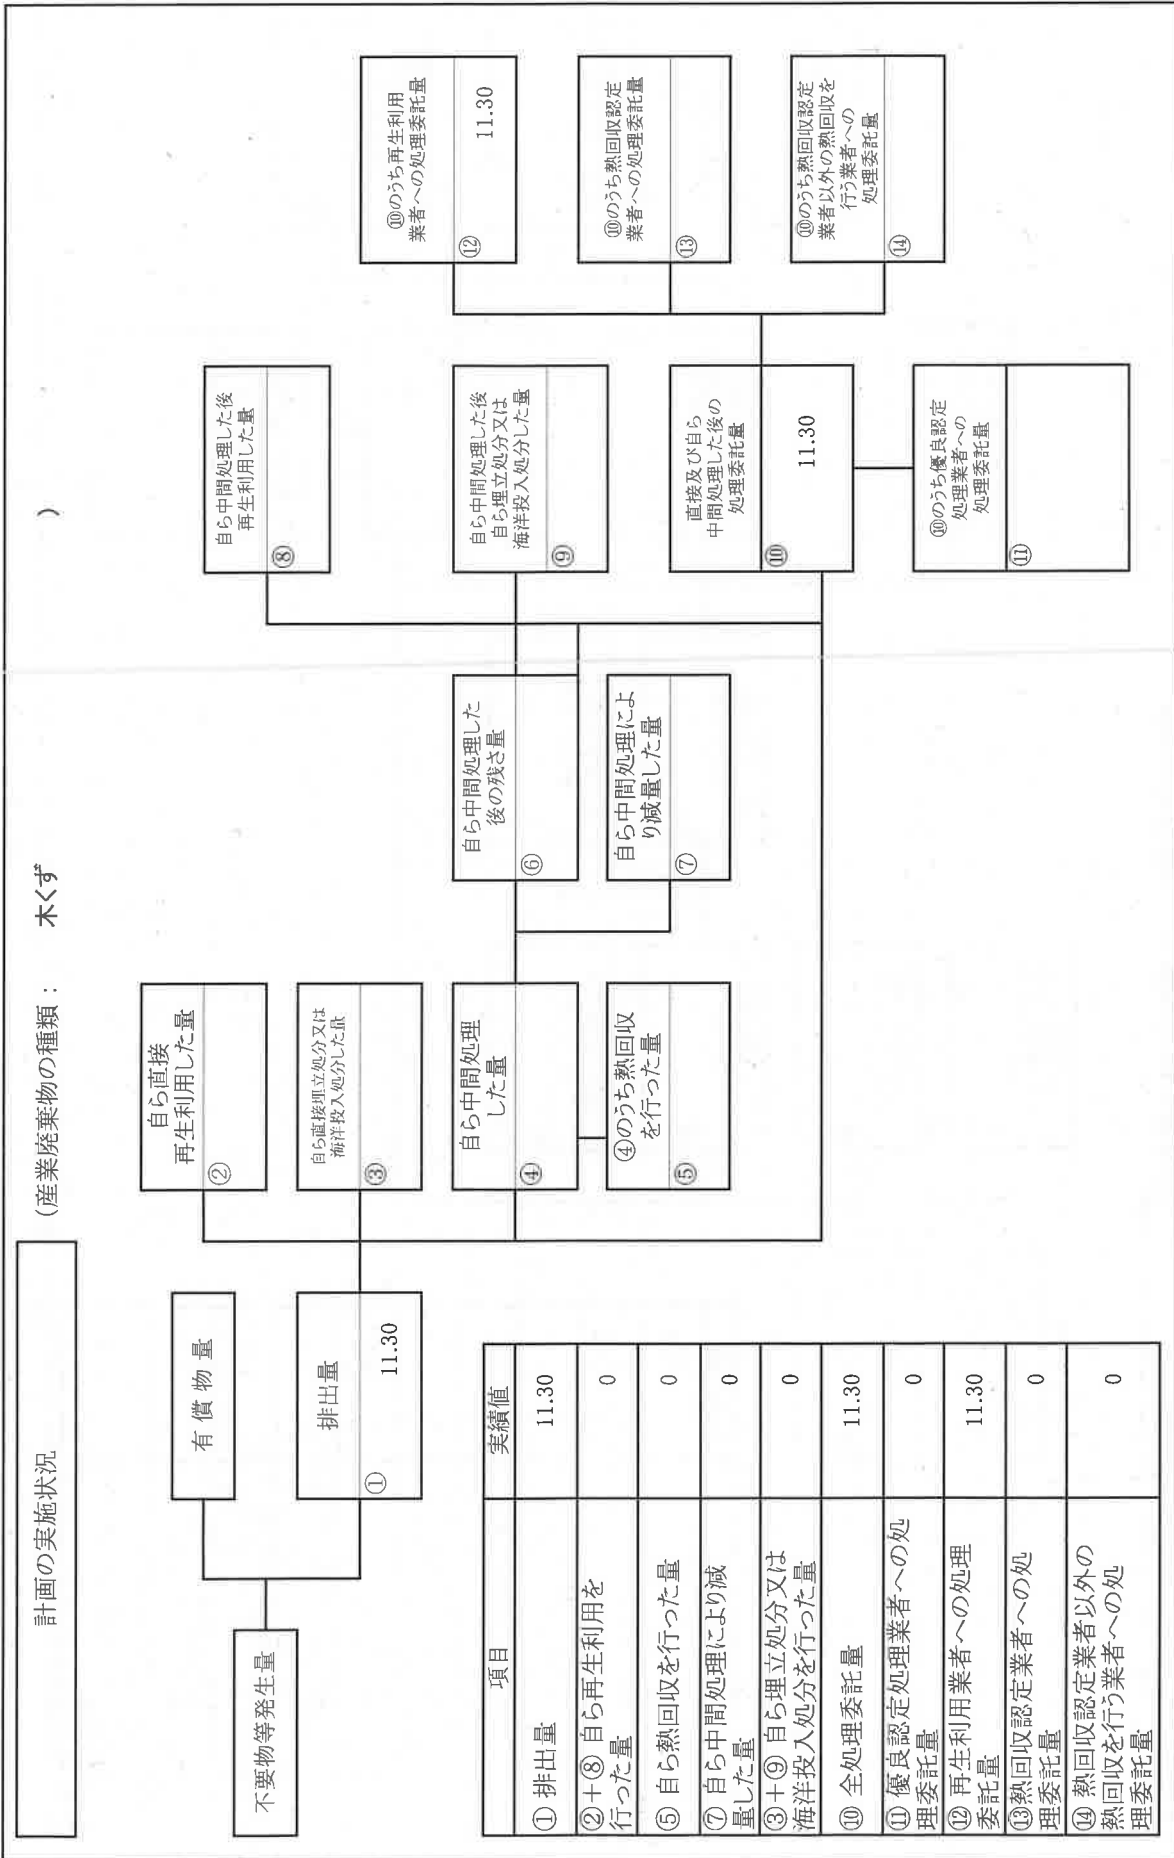 計画の実施状況
(産業廃棄物の種類： 木くず )
不要物等発生量
有 償 物 量
排出量
①
11.30
自ら直接
再生利用した量
②
自ら直接埋立処分又は
海洋投入処分した量
③
自ら中間処理
した量
④
④のうち熱回収
を行った量
⑤
自ら中間処理した
後の残さ量
⑥
自ら中間処理によ
り減量した量
⑦
自ら中間処理した後
再生利用した量
⑧
自ら中間処理した後
自ら埋立処分又は
海洋投入処分した量
⑨
直接及び自ら
中間処理した後の
処理委託量
⑩
11.30
⑩のうち優良認定
処理業者への
処理委託量
⑪
⑩のうち再生利用
業者への処理委託量
⑫
11.30
⑩のうち熱回収認定
業者への処理委託量
⑬
⑩のうち熱回収認定
業者以外の熱回収を
行う業者への
処理委託量
⑭
項目 実績値
① 排出量 11.30
②＋⑧ 自ら再生利用を
行った量 0
⑤ 自ら熱回収を行った量 0
⑦ 自ら中間処理により減
量した量 0
③＋⑨ 自ら埋立処分又は
海洋投入処分を行った量 0
⑩ 全処理委託量 11.30
⑪ 優良認定処理業者への処
理委託量 0
⑫ 再生利用業者への処理
委託量 11.30
⑬熱回収認定業者への処
理委託量 0
⑭ 熱回収認定業者以外の
熱回収を行う業者への処
理委託量 0